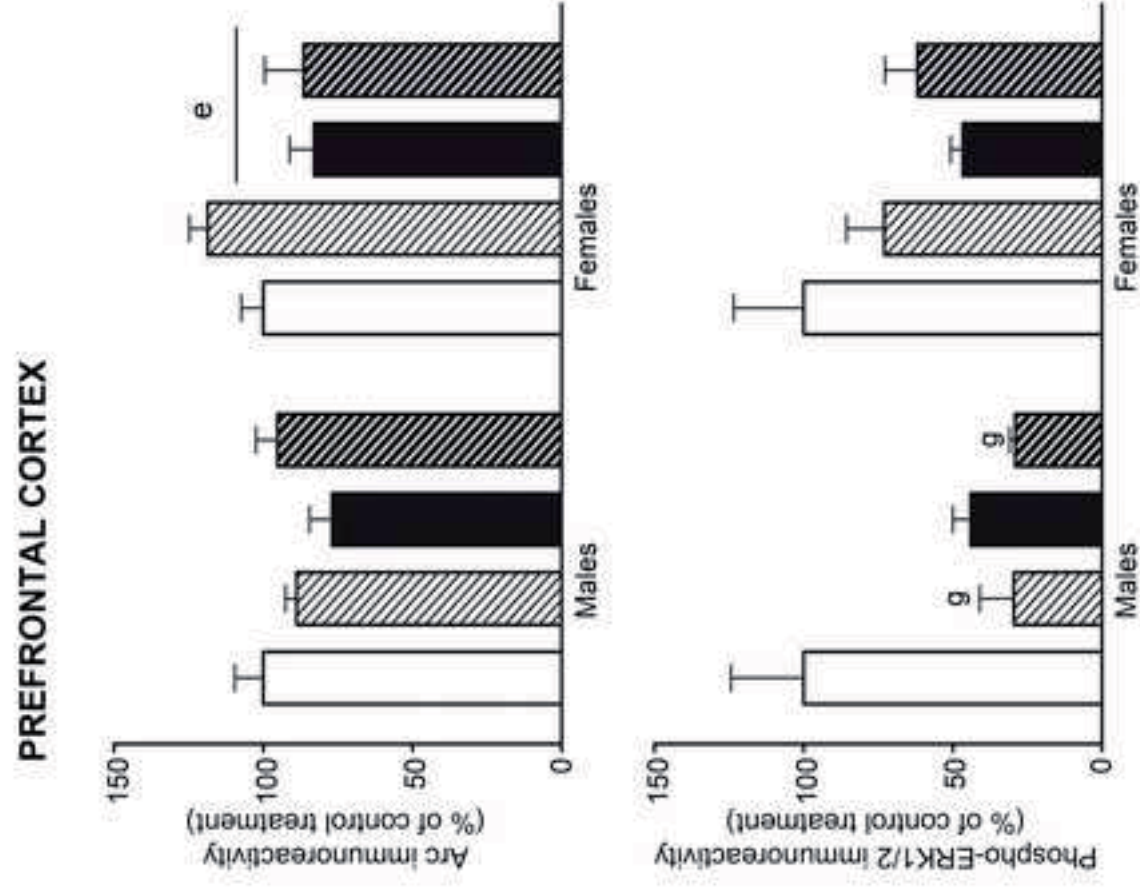 PREFRONTAL CORTEX
Arc immunoreactivity
(% of control treatment)
150
100
50
0
e
Males
Females
Phospho-ERK1/2 immunoreactivity
(% of control treatment)
150
100
50
0
g
g
Males
Females